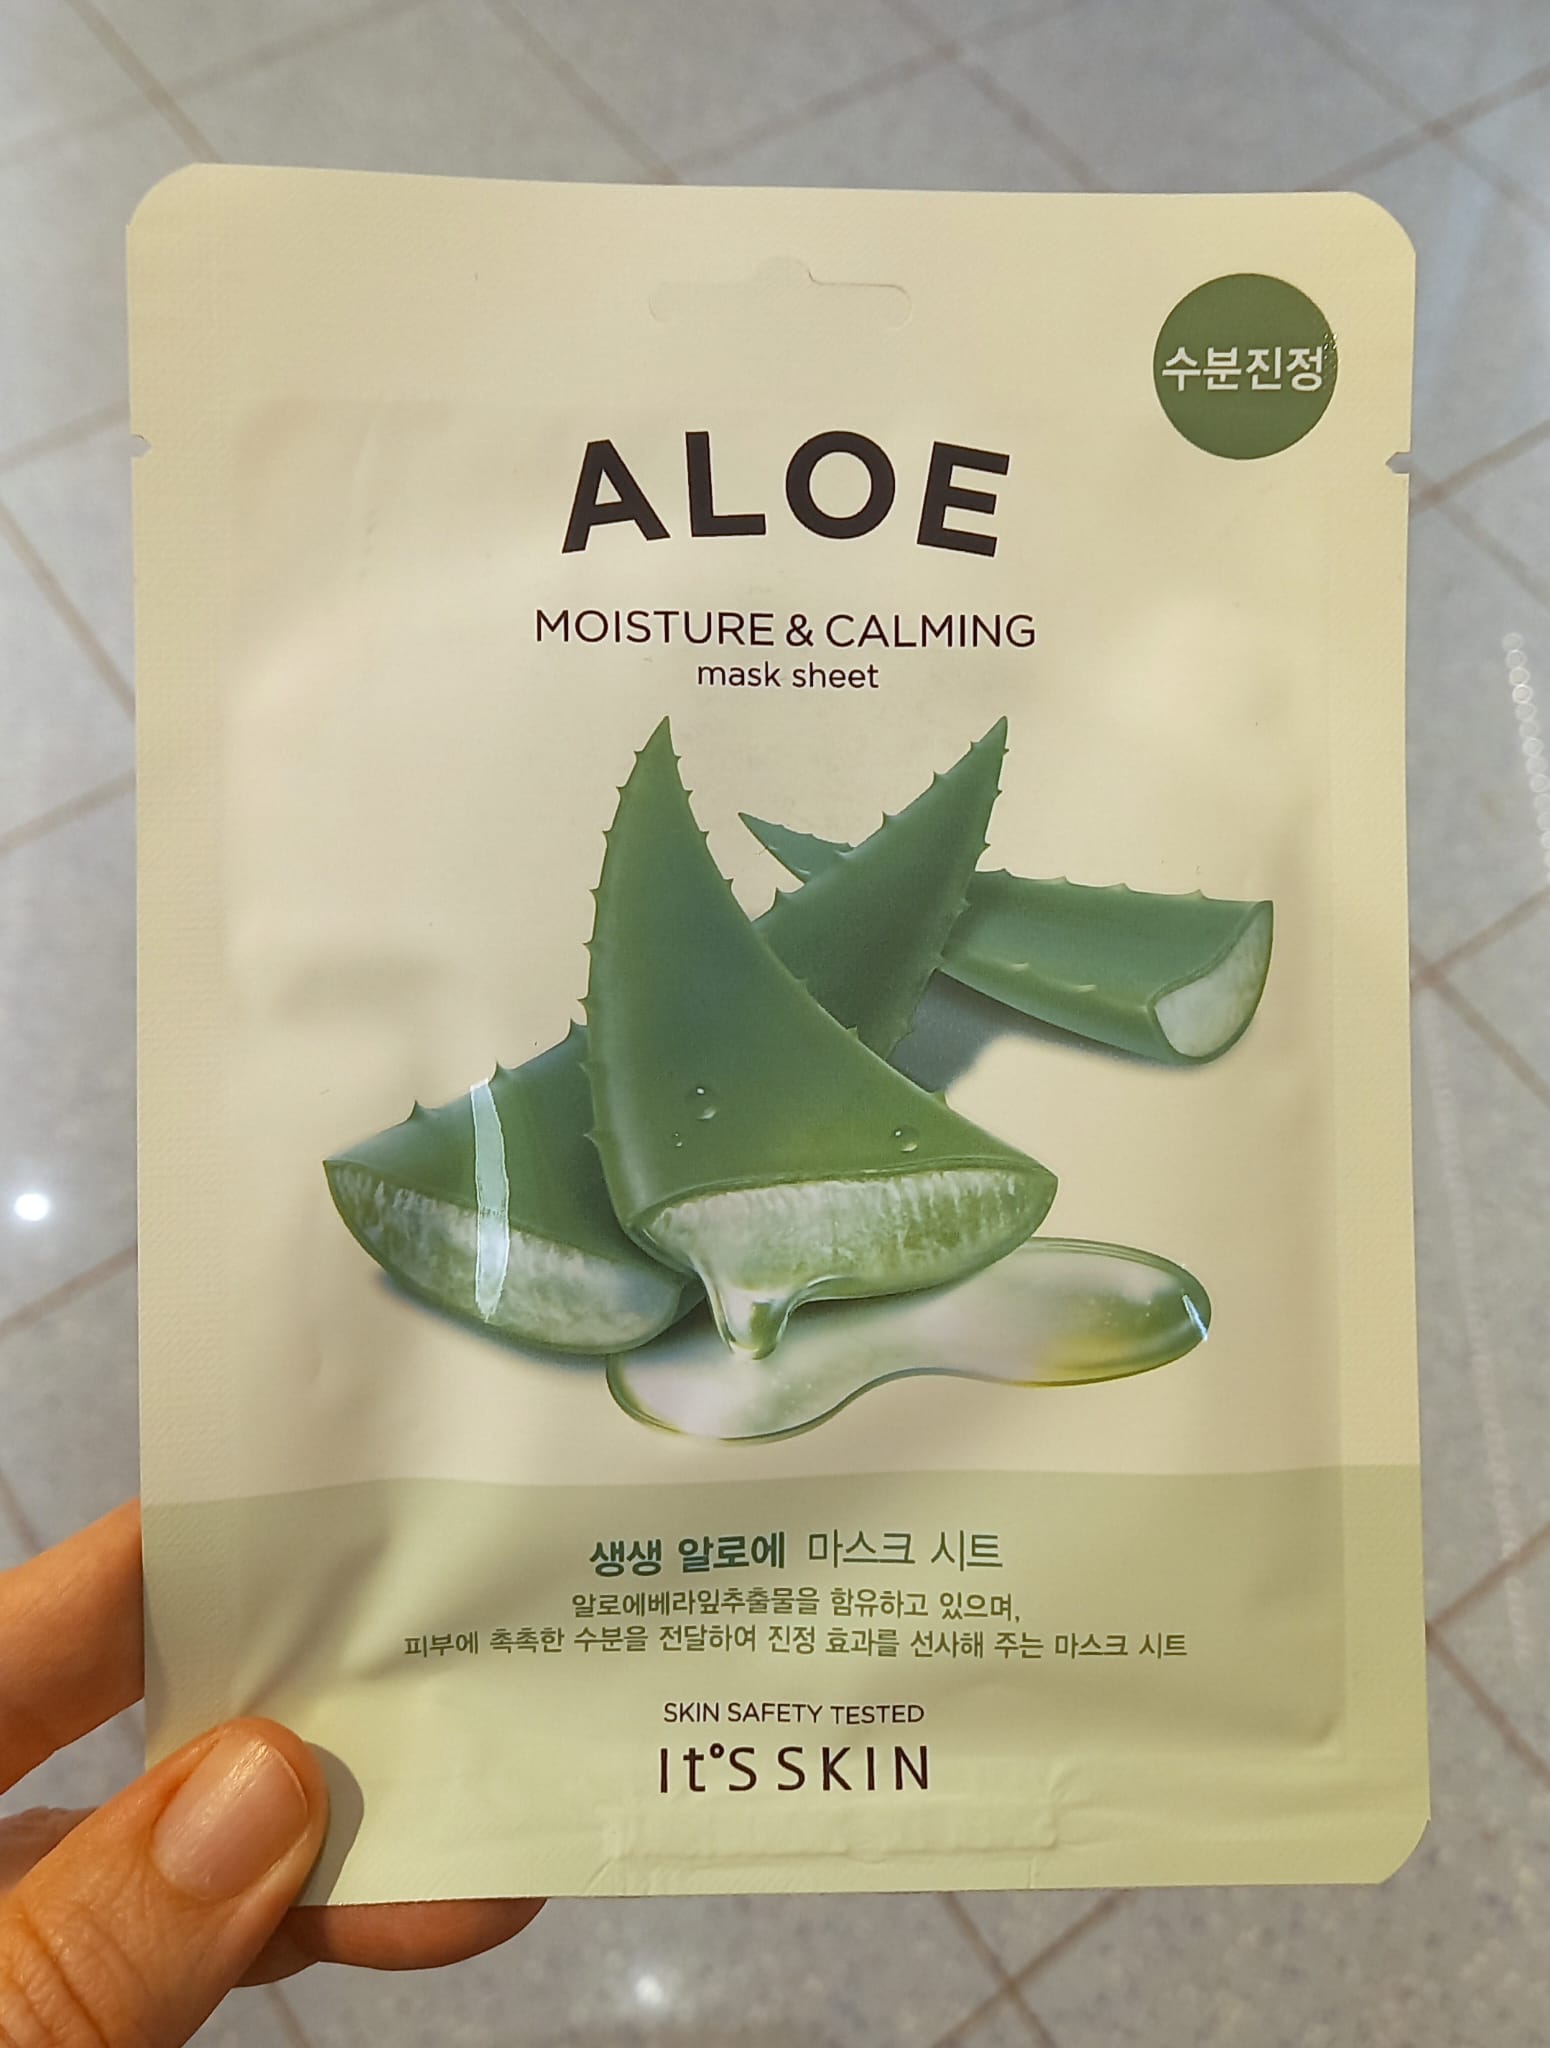 수분진정
ALOE
MOISTURE & CALMING
mask sheet
생생 알로에 마스크 시트
알로에베라잎추출물을 함유하고 있으며,
피부에 촉촉한 수분을 전달하여 진정 효과를 선사해 주는 마스크 시트
SKIN SAFETY TESTED
It°S SKIN